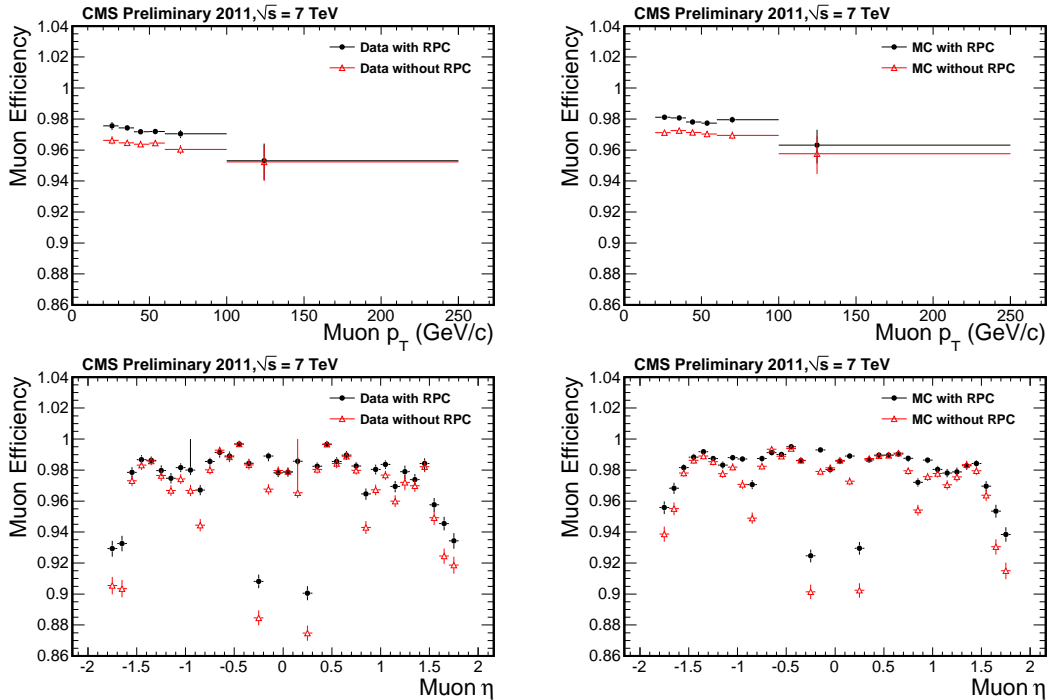 CMS Preliminary 2011,√s = 7 TeV
Muon Efficiency
1.04
1.02
1
0.98
0.96
0.94
0.92
0.9
0.88
0.86
Data with RPC
Data without RPC
0 50 100 150 200 250
Muon p_T (GeV/c)
CMS Preliminary 2011,√s = 7 TeV
Muon Efficiency
1.04
1.02
1
0.98
0.96
0.94
0.92
0.9
0.88
0.86
MC with RPC
MC without RPC
0 50 100 150 200 250
Muon p_T (GeV/c)
CMS Preliminary 2011,√s = 7 TeV
Muon Efficiency
1.04
1.02
1
0.98
0.96
0.94
0.92
0.9
0.88
0.86
Data with RPC
Data without RPC
-2 -1.5 -1 -0.5 0 0.5 1 1.5 2
Muon η
CMS Preliminary 2011,√s = 7 TeV
Muon Efficiency
1.04
1.02
1
0.98
0.96
0.94
0.92
0.9
0.88
0.86
MC with RPC
MC without RPC
-2 -1.5 -1 -0.5 0 0.5 1 1.5 2
Muon η